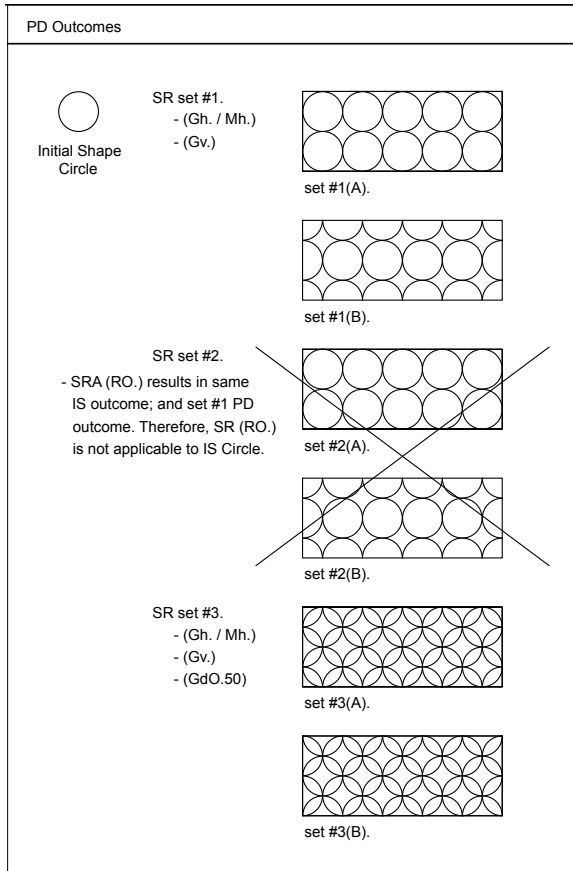 PD Outcomes
Initial Shape
Circle
SR set #1.
- (Gh. / Mh.)
- (Gv.)
set #1(A).
set #1(B).
SR set #2.
- SRA (RO.) results in same
IS outcome; and set #1 PD
outcome. Therefore, SR (RO.)
is not applicable to IS Circle.
set #2(A).
set #2(B).
SR set #3.
- (Gh. / Mh.)
- (Gv.)
- (GdO.50)
set #3(A).
set #3(B).